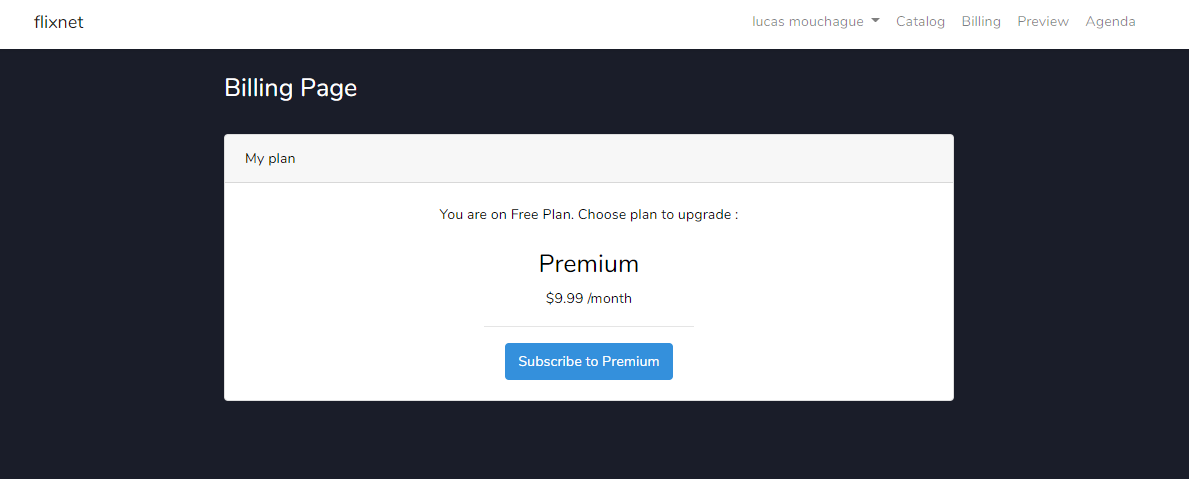 flixnet
lucas mouchague Catalog Billing Preview Agenda
Billing Page
My plan
You are on Free Plan. Choose plan to upgrade :
Premium
$9.99 /month
Subscribe to Premium